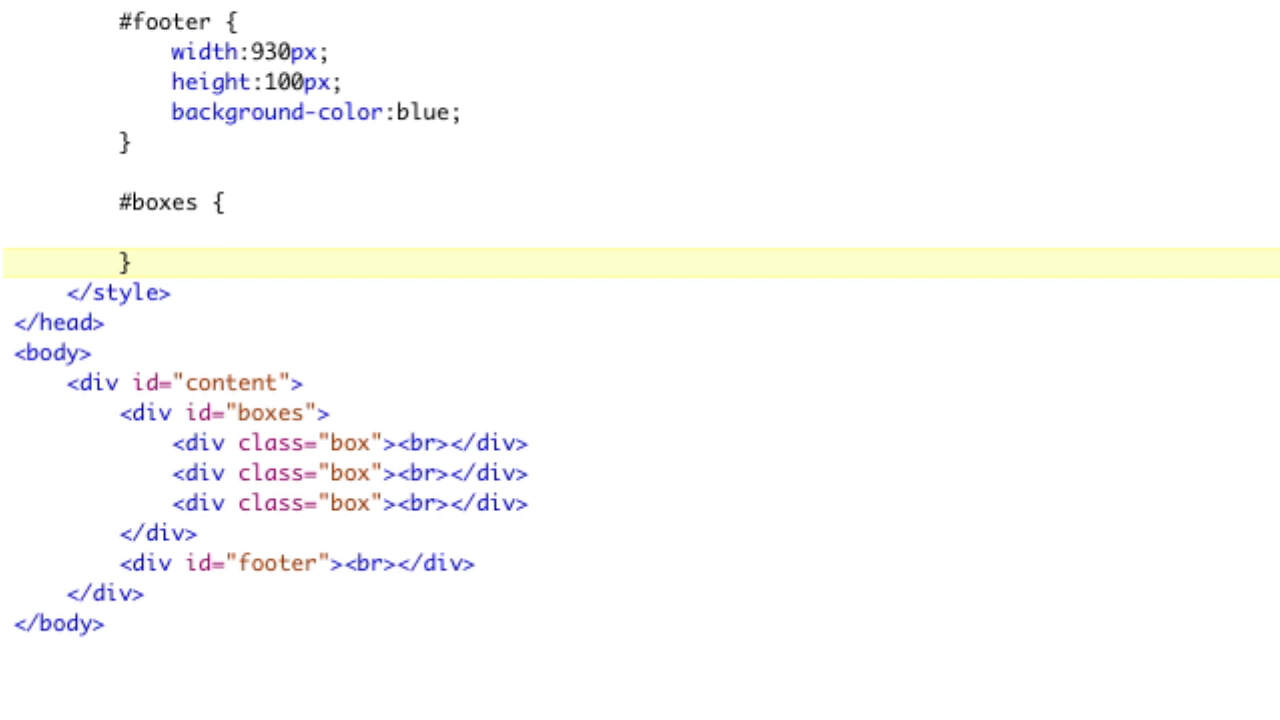 #footer {
width:930px;
height:100px;
background-color:blue;
}
#boxes {
}
</style>
</head>
<body>
<div id="content">
<div id="boxes">
<div class="box"><br></div>
<div class="box"><br></div>
<div class="box"><br></div>
</div>
<div id="footer"><br></div>
</div>
</body>